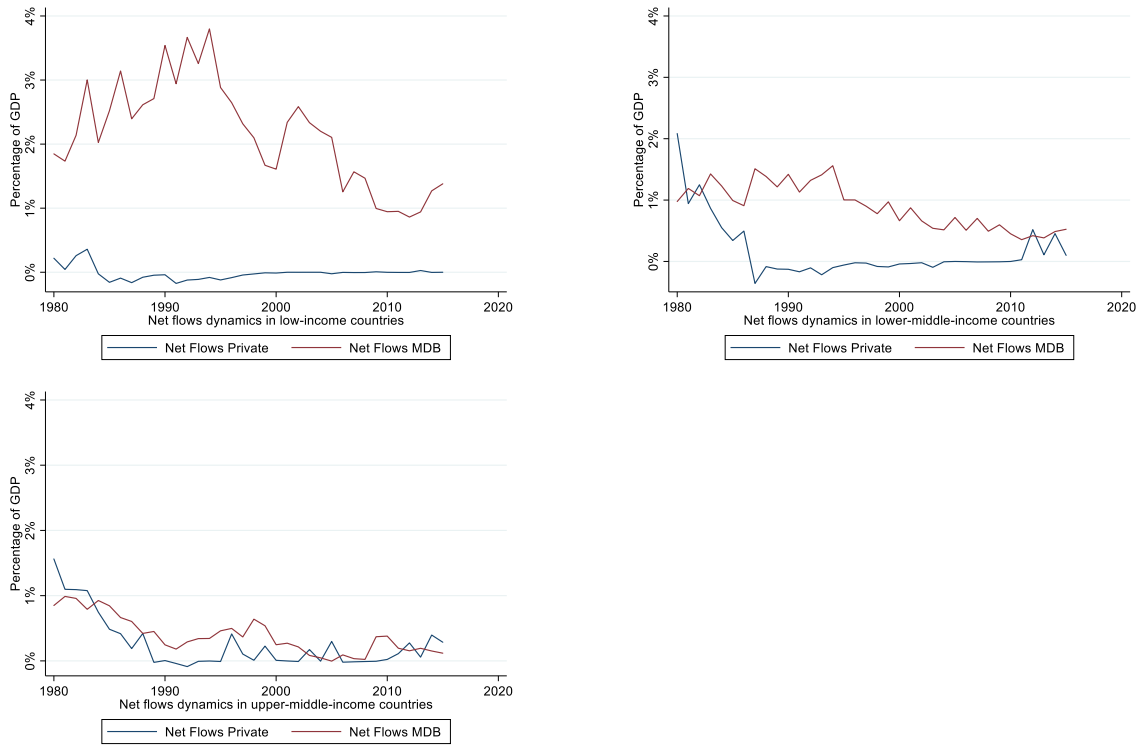 Percentage of GDP
4%
3%
2%
1%
0%
1980 1990 2000 2010 2020
Net flows dynamics in low-income countries
Net Flows Private Net Flows MDB
Percentage of GDP
4%
3%
2%
1%
0%
1980 1990 2000 2010 2020
Net flows dynamics in lower-middle-income countries
Net Flows Private Net Flows MDB
Percentage of GDP
4%
3%
2%
1%
0%
1980 1990 2000 2010 2020
Net flows dynamics in upper-middle-income countries
Net Flows Private Net Flows MDB